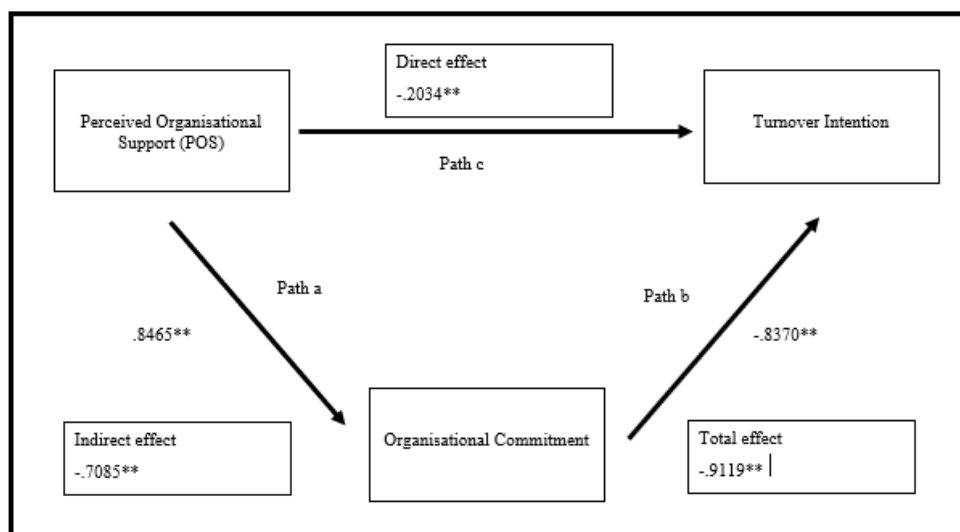 Direct effect
-.2034**
Perceived Organisational
Support (POS)
Turnover Intention
Path c
Path a
Path b
.8465**
-.8370**
Indirect effect
-.7085**
Organisational Commitment
Total effect
-.9119**